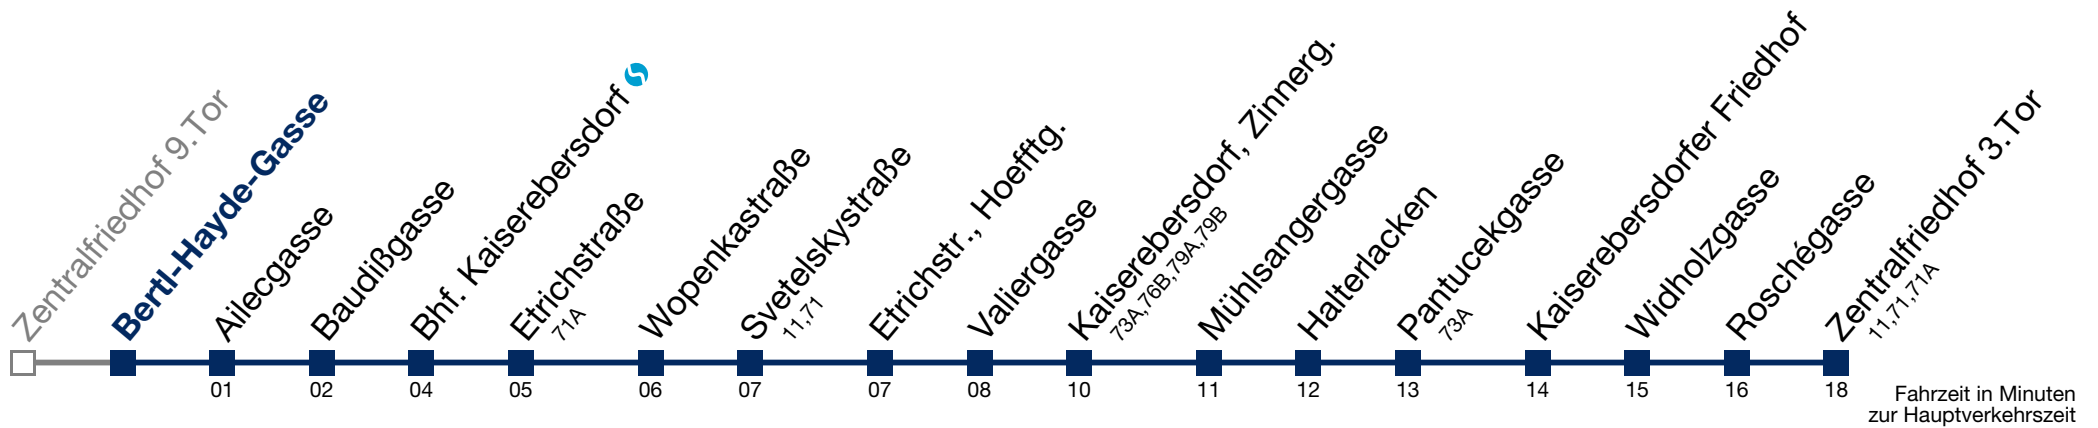 Zentralfriedhof 9.Tor
Bertl-Hayde-Gasse
Ailecgasse
01
Baudißgasse
02
Bhf. Kaiserebersdorf
04
Etrichstraße
71A
05
Wopenkastraße
06
Svetelskystraße
11,71
07
Etrichstr., Hoefftg.
07
Valiergasse
08
Kaiserebersdorf, Zinnerg.
73A,76B,79A,79B
10
Mühlsangergasse
11
Halterlacken
12
Pantucekgasse
73A
13
Kaiserebersdorfer Friedhof
14
Widholzgasse
15
Roschégasse
16
Zentralfriedhof 3.Tor
11,71,71A
18
Fahrzeit in Minuten
zur Hauptverkehrszeit